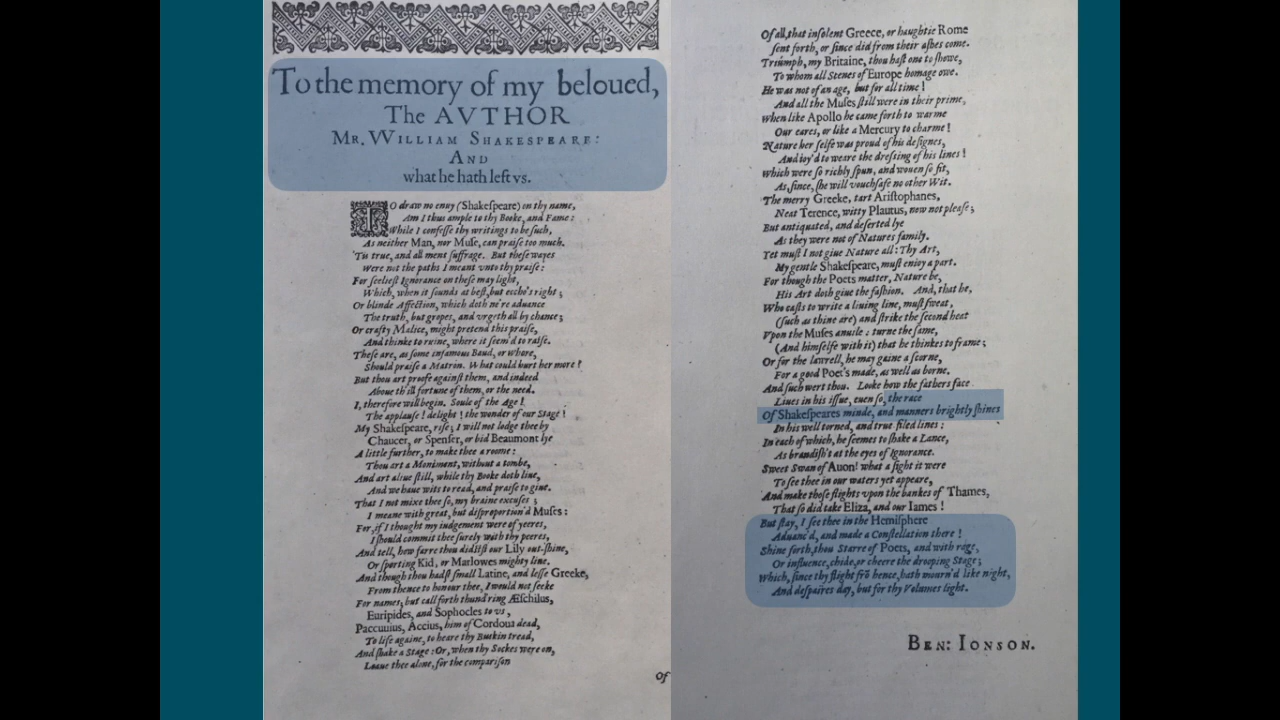 To the memory of my beloued,
The AVTHOR
MR. WILLIAM SHAKESPEARE:
AND
what he hath left vs.
TO draw no enuy (Shakeſpeare) on thy name,
Am I thus ample to thy Booke, and Fame:
While I confeſſe thy writings to be ſuch,
As neither Man, nor Muſe, can praiſe too much.
'Tis true, and all mens ſuffrage. But theſe wayes
Were not the paths I meant vnto thy praiſe:
For ſeelieſt Ignorance on theſe may light,
Which, when it ſounds at beſt, but eccho's right;
Or blinde Affection, which doth ne're aduance
The truth, but gropes, and vrgeth all by chance;
Or crafty Malice, might pretend this praiſe,
And thinke to ruine, where it ſeem'd to raiſe.
Theſe are, as ſome infamous Baud, or whore,
Should praiſe a Matron. What could hurt her more?
But thou art proofe againſt them, and indeed
Aboue th'ill fortune of them, or the need.
I, therefore will begin. Soule of the Age!
The applauſe! delight! the wonder of our Stage!
My Shakeſpeare, riſe; I will not lodge thee by
Chaucer, or Spenſer, or bid Beaumont lye
A little further, to make thee a roome:
Thou art a Moniment, without a tombe,
And art aliue ſtill, while thy Booke doth liue,
And we haue wits to read, and praiſe to giue.
That I not mixe thee ſo, my braine excuſes;
I meane with great, but diſproportion'd Muſes:
For, if I thought my iudgement were of yeeres,
I ſhould commit thee ſurely with thy peeres,
And tell, how farre thou didſtſt our Lily out-ſhine,
Or ſporting Kid, or Marlowes mighty line.
And though thou hadſt ſmall Latine, and leſſe Greeke,
From thence to honour thee, I would not ſeeke
For names; but call forth thund'ring Æſchilus,
Euripides, and Sophocles to vs,
Paccuuius, Accius, him of Cordoua dead,
To life againe, to heare thy Buskin tread,
And ſhake a Stage: Or, when thy Sockes were on,
Leaue thee alone, for the compariſon
Of
Of all, that inſolent Greece, or haughtie Rome
ſent forth, or ſince did from their aſhes come.
Triumph, my Britaine, thou haſt one to ſhowe,
To whom all Scenes of Europe homage owe.
He was not of an age, but for all time!
And all the Muſes ſtill were in their prime,
When like Apollo he came forth to warme
Our eares, or like a Mercury to charme!
Nature her ſelfe was proud of his deſignes,
And ioy'd to weare the dreſſing of his lines!
Which were ſo richly ſpun, and wouen ſo fit,
As, ſince, ſhe will vouchſafe no other Wit.
The merry Greeke, tart Ariſtophanes,
Neat Terence, witty Plautus, now not pleaſe;
But antiquated, and deſerted lye
As they were not of Natures family.
Yet muſt I not giue Nature all: Thy Art,
My gentle Shakeſpeare, muſt enioy a part.
For though the Poets matter, Nature be,
His Art doth giue the faſhion. And, that he,
Who caſts to write a liuing line, muſt ſweat,
(ſuch as thine are) and ſtrike the ſecond heat
Vpon the Muſes anuile: turne the ſame,
(And himſelfe with it) that he thinkes to frame;
Or for the lawrell, he may gaine a ſcorne,
For a good Poet's made, as well as borne.
And ſuch wert thou. Looke how the fathers face
Liues in his iſſue, euen ſo, the race
Of Shakeſpeares minde, and manners brightly ſhines
In his well torned, and true filed lines:
In each of which, he ſeemes to ſhake a Lance,
As brandiſh't at the eyes of Ignorance.
Sweet Swan of Auon! what a ſight it were
To ſee thee in our waters yet appeare,
And make thoſe flights vpon the bankes of Thames,
That ſo did take Eliza, and our Iames!
But ſtay, I ſee thee in the Hemiſphere
Aduanc'd, and made a Conſtellation there!
Shine forth, thou Starre of Poets, and with rage,
Or influence, chide, or cheere the drooping Stage;
Which, ſince thy flight frō hence, hath mourn'd like night,
And deſpaires day, but for thy Volumes light.
BEN: IONSON.